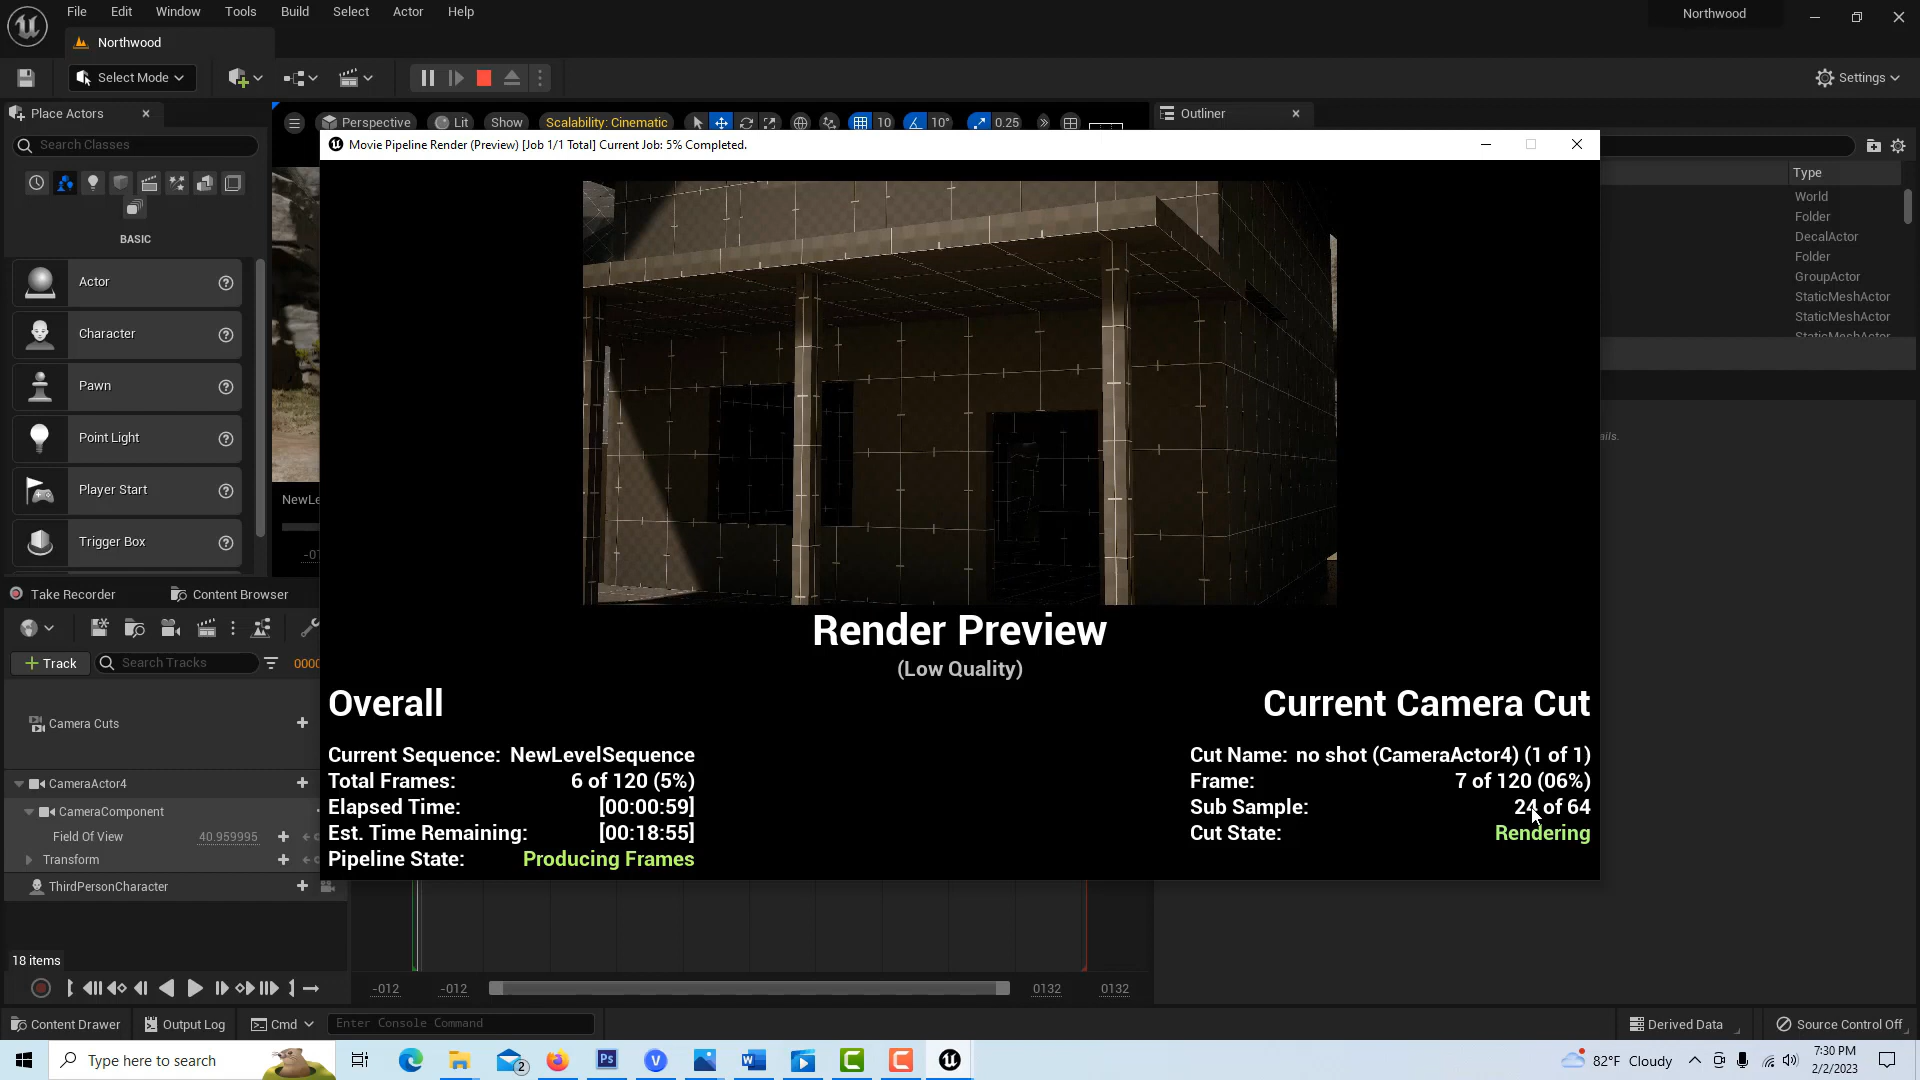 File Edit Window Tools Build Select Actor Help
Northwood
Northwood
Select Mode
Settings
Place Actors
Perspective Lit Show Scalability: Cinematic 10 10° 0.25
Outliner
Search Classes
Movie Pipeline Render (Preview) [Job 1/1 Total] Current Job: 5% Completed.
Type
World
Folder
DecalActor
Folder
GroupActor
StaticMeshActor
StaticMeshActor
StaticMeshActor
BASIC
Actor
Character
Pawn
Point Light
Player Start
Trigger Box
NewLe
ails.
Render Preview
(Low Quality)
Overall
Current Sequence: NewLevelSequence
Total Frames: 6 of 120 (5%)
Elapsed Time: [00:00:59]
Est. Time Remaining: [00:18:55]
Pipeline State: Producing Frames
Current Camera Cut
Cut Name: no shot (CameraActor4) (1 of 1)
Frame: 7 of 120 (06%)
Sub Sample: 24 of 64
Cut State: Rendering
Take Recorder Content Browser
Track Search Tracks 0000
Camera Cuts
CameraActor4
CameraComponent
Field Of View 40.959995
Transform
ThirdPersonCharacter
18 items
-012 -012 0132 0132
Content Drawer Output Log Cmd Enter Console Command Derived Data Source Control Off
Type here to search
2
82°F Cloudy
7:30 PM
2/2/2023